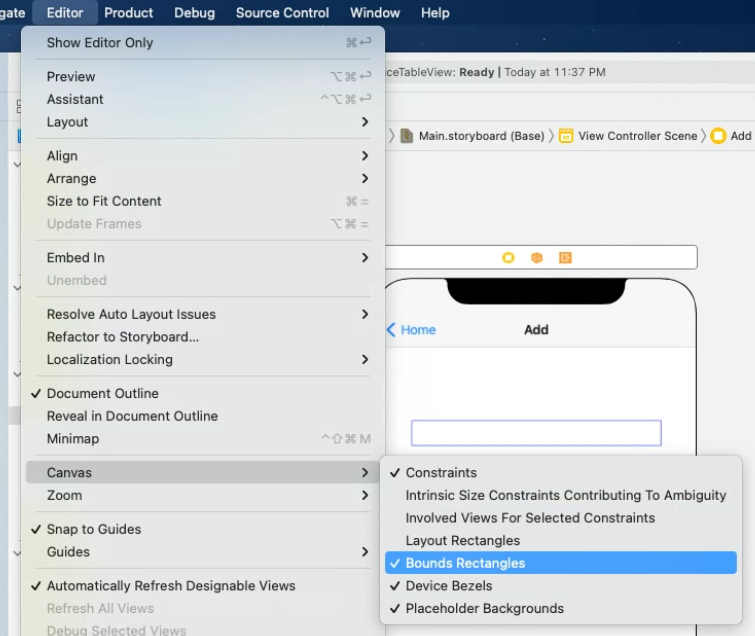 gate Editor Product Debug Source Control Window Help
Show Editor Only ⌘↩
Preview ⌥⌘↩
Assistant ^⌥⌘↩
Layout >
Align >
Arrange >
Size to Fit Content ⌘=
Update Frames ⌥⌘=
Embed In >
Unembed
Resolve Auto Layout Issues >
Refactor to Storyboard...
Localization Locking >
✓ Document Outline
Reveal in Document Outline
Minimap ^⇧⌘M
Canvas >
Zoom >
✓ Snap to Guides
Guides >
✓ Automatically Refresh Designable Views
Refresh All Views
Debug Selected Views
ceTableView: Ready | Today at 11:37 PM
Main.storyboard (Base) > View Controller Scene > Add
< Home Add
✓ Constraints
Intrinsic Size Constraints Contributing To Ambiguity
Involved Views For Selected Constraints
Layout Rectangles
✓ Bounds Rectangles
✓ Device Bezels
✓ Placeholder Backgrounds